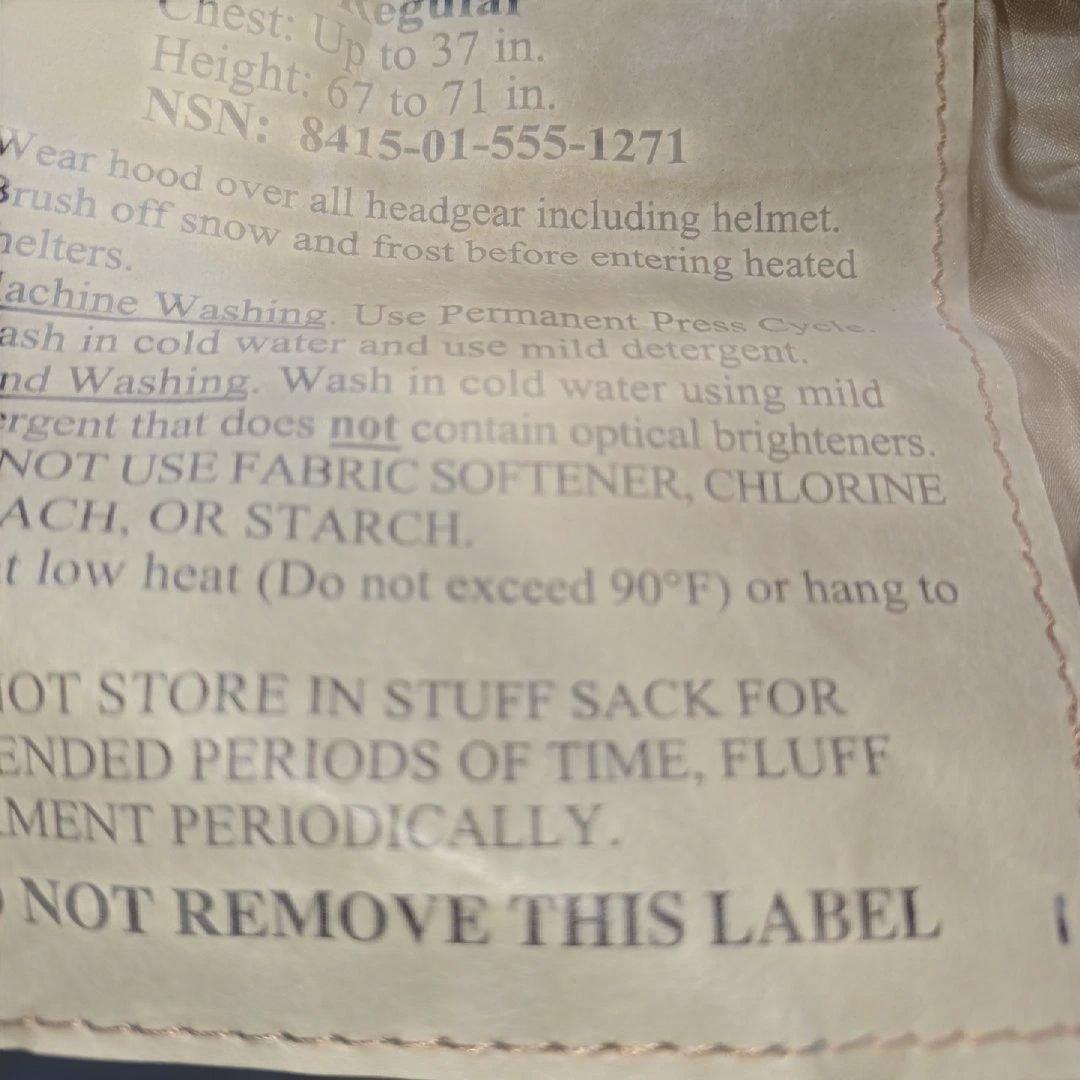 Regular
Chest: Up to 37 in.
Height: 67 to 71 in.
NSN: 8415-01-555-1271
Wear hood over all headgear including helmet.
Brush off snow and frost before entering heated
helters.
achine Washing. Use Permanent Press Cycle.
ash in cold water and use mild detergent.
nd Washing. Wash in cold water using mild
ergent that does not contain optical brighteners.
NOT USE FABRIC SOFTENER, CHLORINE
ACH, OR STARCH.
t low heat (Do not exceed 90°F) or hang to
OT STORE IN STUFF SACK FOR
ENDED PERIODS OF TIME, FLUFF
MENT PERIODICALLY.
NOT REMOVE THIS LABEL